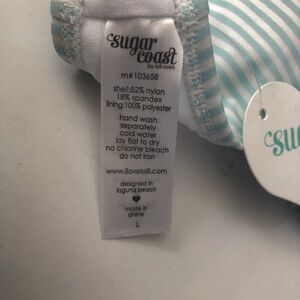 sugar
coast
by lolli swim
m#103658
shell:82% nylon
18% spandex
lining:100% polyester
hand wash
separately
cold water
lay flat to dry
no chlorine bleach
do not iron
www.ilovelolli.com
designed in
laguna beach
made in
china
L
su